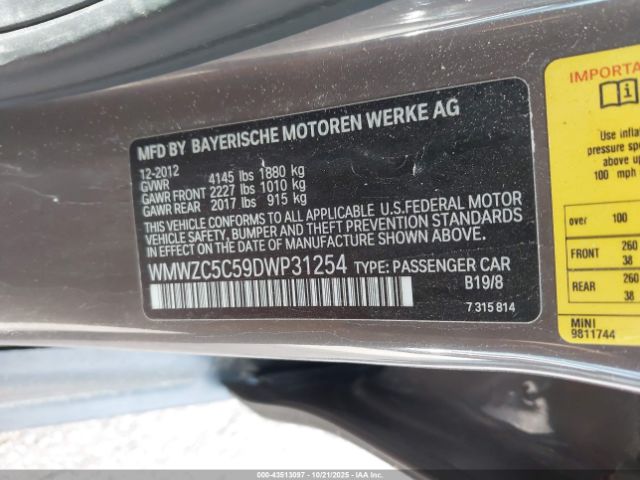 MFD BY BAYERISCHE MOTOREN WERKE AG
12-2012
GVWR 4145 lbs 1880 kg
GAWR FRONT 2227 lbs 1010 kg
GAWR REAR 2017 lbs 915 kg
THIS VEHICLE CONFORMS TO ALL APPLICABLE U.S.FEDERAL MOTOR
VEHICLE SAFETY, BUMPER AND THEFT PREVENTION STANDARDS
IN EFFECT ON THE DATE OF MANUFACTURE SHOWN ABOVE.
WMWZC5C59DWP31254 TYPE: PASSENGER CAR
B19/8
7 315 814
IMPORTA
Use infla
pressure spe
above up
100 mph
over 100
FRONT 260
38
REAR 260
38
MINI
9811744
000-43513097 - 10/21/2025 - IAAI.COM